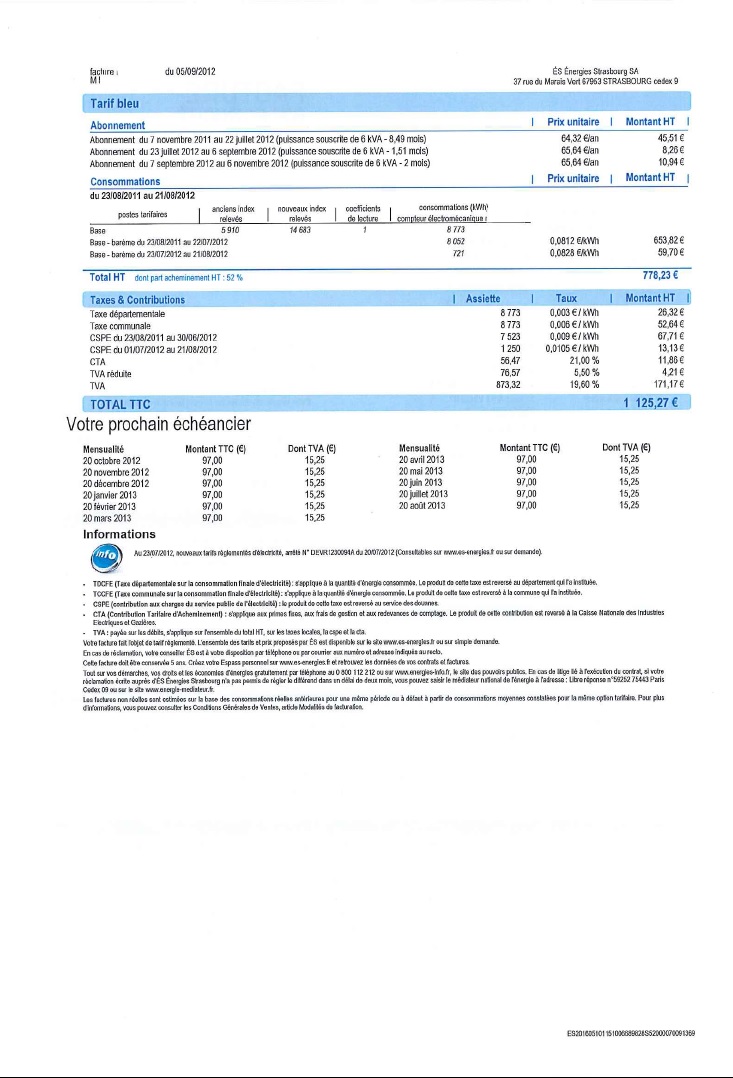 facture : du 05/09/2012 ÉS Énergies Strasbourg SA
M I 37 rue du Marais Vert 67953 STRASBOURG cedex 9
Tarif bleu
Abonnement Prix unitaire Montant HT
Abonnement du 7 novembre 2011 au 22 juillet 2012 (puissance souscrite de 6 kVA - 8,49 mois) 64,32 €/an 45,51 €
Abonnement du 23 juillet 2012 au 6 septembre 2012 (puissance souscrite de 6 kVA - 1,51 mois) 65,64 €/an 8,26 €
Abonnement du 7 septembre 2012 au 6 novembre 2012 (puissance souscrite de 6 kVA - 2 mois) 65,64 €/an 10,94 €
Consommations Prix unitaire Montant HT
du 23/08/2011 au 21/08/2012
postes tarifaires anciens index relevés nouveaux index relevés coefficients de lecture consommations (kWh) compteur électromécanique
Base 5 910 14 683 1 8 773
Base - barème du 23/08/2011 au 22/07/2012 8 052 0,0812 €/kWh 653,82 €
Base - barème du 23/07/2012 au 21/08/2012 721 0,0828 €/kWh 59,70 €
Total HT dont part acheminement HT : 52 % 778,23 €
Taxes & Contributions Assiette Taux Montant HT
Taxe départementale 8 773 0,003 € / kWh 26,32 €
Taxe communale 8 773 0,006 € / kWh 52,64 €
CSPE du 23/08/2011 au 30/06/2012 7 523 0,009 € / kWh 67,71 €
CSPE du 01/07/2012 au 21/08/2012 1 250 0,0105 € / kWh 13,13 €
CTA 56,47 21,00 % 11,86 €
TVA réduite 76,57 5,50 % 4,21 €
TVA 873,32 19,60 % 171,17 €
TOTAL TTC 1 125,27 €
Votre prochain échéancier
Mensualité Montant TTC (€) Dont TVA (€) Mensualité Montant TTC (€) Dont TVA (€)
20 octobre 2012 97,00 15,25 20 avril 2013 97,00 15,25
20 novembre 2012 97,00 15,25 20 mai 2013 97,00 15,25
20 décembre 2012 97,00 15,25 20 juin 2013 97,00 15,25
20 janvier 2013 97,00 15,25 20 juillet 2013 97,00 15,25
20 février 2013 97,00 15,25 20 août 2013 97,00 15,25
20 mars 2013 97,00 15,25
Informations
info Au 23/07/2012, nouveaux tarifs réglementés d'électricité, arrêté N° DEVR1230094A du 20/07/2012 (Consultables sur www.es-energies.fr ou sur demande).
- TDCFE (Taxe départementale sur la consommation finale d'électricité) : s'applique à la quantité d'énergie consommée. Le produit de cette taxe est reversé au département qui l'a instituée.
- TCCFE (Taxe communale sur la consommation finale d'électricité) : s'applique à la quantité d'énergie consommée. Le produit de cette taxe est reversé à la commune qui l'a instituée.
- CSPE (contribution aux charges du service public de l'électricité) : le produit de cette taxe est reversé au service des douanes.
- CTA (Contribution Tarifaire d'Acheminement) : s'applique aux primes fixes, aux frais de gestion et aux redevances de comptage. Le produit de cette contribution est reversé à la Caisse Nationale des Industries
Electriques et Gazières.
- TVA : payée sur les débits, s'applique sur l'ensemble du total HT, sur les taxes locales, la cspe et la cta.
Votre facture fait l'objet de tarif réglementé. L'ensemble des tarifs et prix proposés par ÉS est disponible sur le site www.es-energies.fr ou sur simple demande.
En cas de réclamation, votre conseiller ÉS est à votre disposition par téléphone ou par courrier aux numéro et adresse indiqués au recto.
Cette facture doit être conservée 5 ans. Créez votre Espace personnel sur www.es-energies.fr et retrouvez les données de vos contrats et factures.
Tout sur vos démarches, vos droits et les économies d'énergies gratuitement par téléphone au 0 800 112 212 ou sur www.energies-info.fr, le site des pouvoirs publics. En cas de litige lié à l'exécution du contrat, si votre
réclamation écrite auprès d'ÉS Énergies Strasbourg n'a pas permis de régler le différend dans un délai de deux mois, vous pouvez saisir le médiateur national de l'énergie à l'adresse : Libre réponse n°59252 75443 Paris
Cedex 09 ou sur le site www.energie-mediateur.fr.
Les factures non réelles sont estimées sur la base des consommations réelles antérieures pour une même période ou à défaut à partir de consommations moyennes constatées pour la même option tarifaire. Pour plus
d'informations, vous pouvez consulter les Conditions Générales de Ventes, article Modalités de facturation.